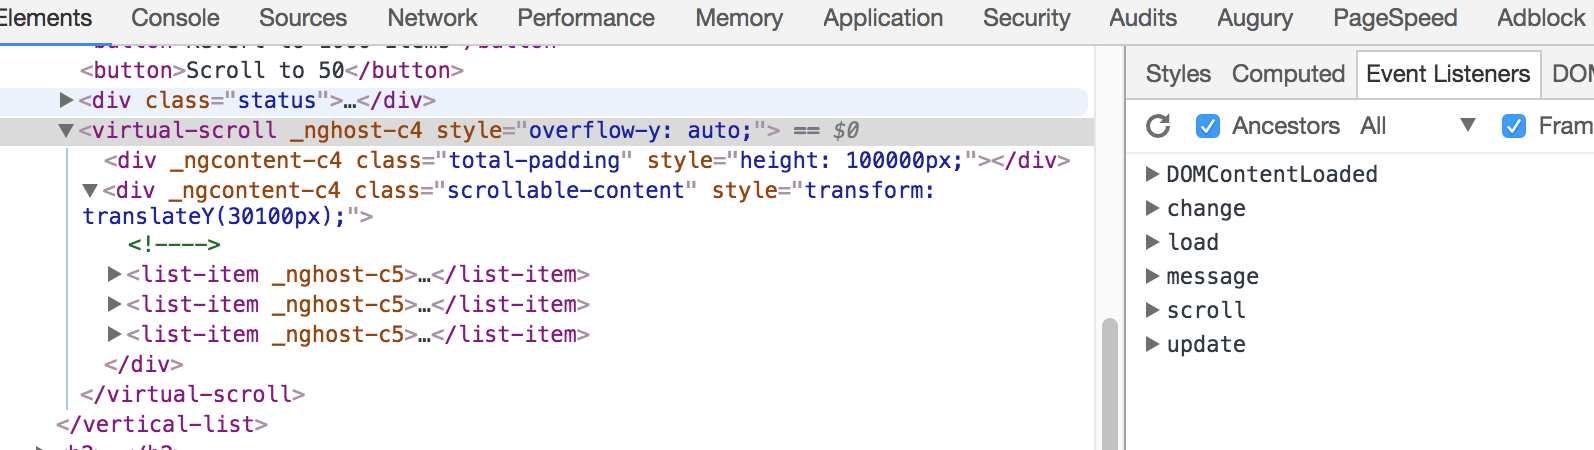 Elements Console Sources Network Performance Memory Application Security Audits Augury PageSpeed Adblock
<button>Scroll to 50</button>
<div class="status">…</div>
<virtual-scroll _nghost-c4 style="overflow-y: auto;"> == $0
<div _ngcontent-c4 class="total-padding" style="height: 100000px;"></div>
<div _ngcontent-c4 class="scrollable-content" style="transform:
translateY(30100px);">
<!---->
<list-item _nghost-c5>…</list-item>
<list-item _nghost-c5>…</list-item>
<list-item _nghost-c5>…</list-item>
</div>
</virtual-scroll>
</vertical-list>
Styles Computed Event Listeners DOM
Ancestors All Fram
DOMContentLoaded
change
load
message
scroll
update